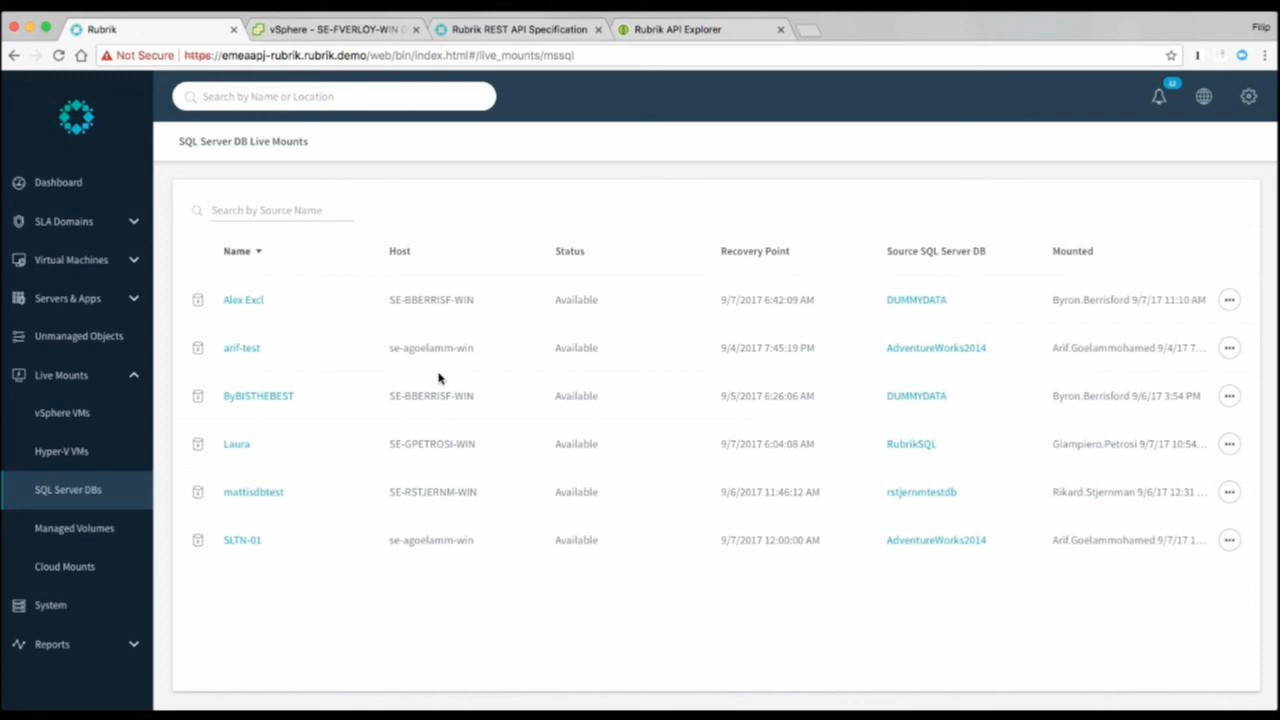 Rubrik
vSphere - SE-FVERLOY-WIN
Rubrik REST API Specification
Rubrik API Explorer
Filip
Not Secure
https://emeaapj-rubrik.rubrik.demo/web/bin/index.html#/live_mounts/mssql
Search by Name or Location
SQL Server DB Live Mounts
Dashboard
SLA Domains
Virtual Machines
Servers & Apps
Unmanaged Objects
Live Mounts
vSphere VMs
Hyper-V VMs
SQL Server DBs
Managed Volumes
Cloud Mounts
System
Reports
Search by Source Name
Name Host Status Recovery Point Source SQL Server DB Mounted
Alex Excl SE-BBERRISF-WIN Available 9/7/2017 6:42:09 AM DUMMYDATA Byron.Berrisford 9/7/17 11:10 AM
arif-test se-agoelamm-win Available 9/4/2017 7:45:19 PM AdventureWorks2014 Arif.Goelammohamed 9/4/17 7...
ByBISTHEBEST SE-BBERRISF-WIN Available 9/5/2017 6:26:06 AM DUMMYDATA Byron.Berrisford 9/6/17 3:54 PM
Laura SE-GPETROSI-WIN Available 9/7/2017 6:04:08 AM RubrikSQL Giampiero.Petrosi 9/7/17 10:54...
mattisdbtest SE-RSTJERNM-WIN Available 9/6/2017 11:46:12 AM rstjernmtestdb Rikard.Stjernman 9/6/17 12:31 ...
SLTN-01 se-agoelamm-win Available 9/7/2017 12:00:00 AM AdventureWorks2014 Arif.Goelammohamed 9/7/17 1...